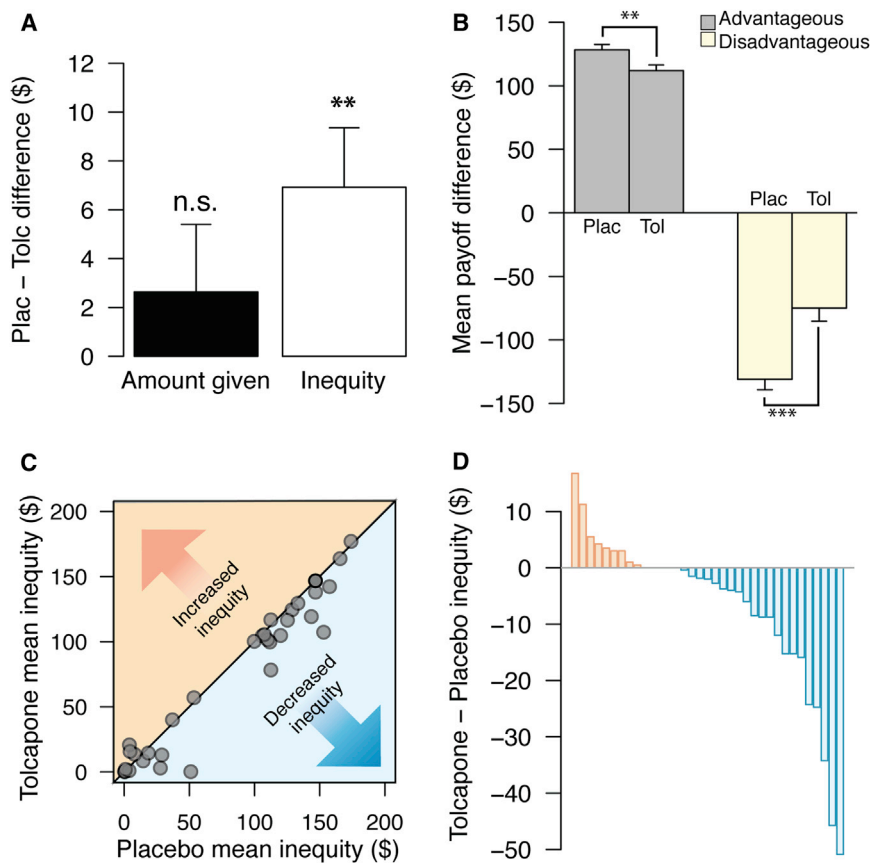 A
Plac − Tolc difference ($)
12
10
8
6
4
2
0
n.s.
**
Amount given
Inequity
B
Mean payoff difference ($)
150
100
50
0
−50
−100
−150
Advantageous
Disadvantageous
**
Plac
Tol
Plac
Tol
***
C
Tolcapone mean inequity ($)
200
150
100
50
0
Increased
inequity
Decreased
inequity
0
50
100
150
200
Placebo mean inequity ($)
D
Tolcapone − Placebo inequity ($)
10
0
−10
−20
−30
−40
−50